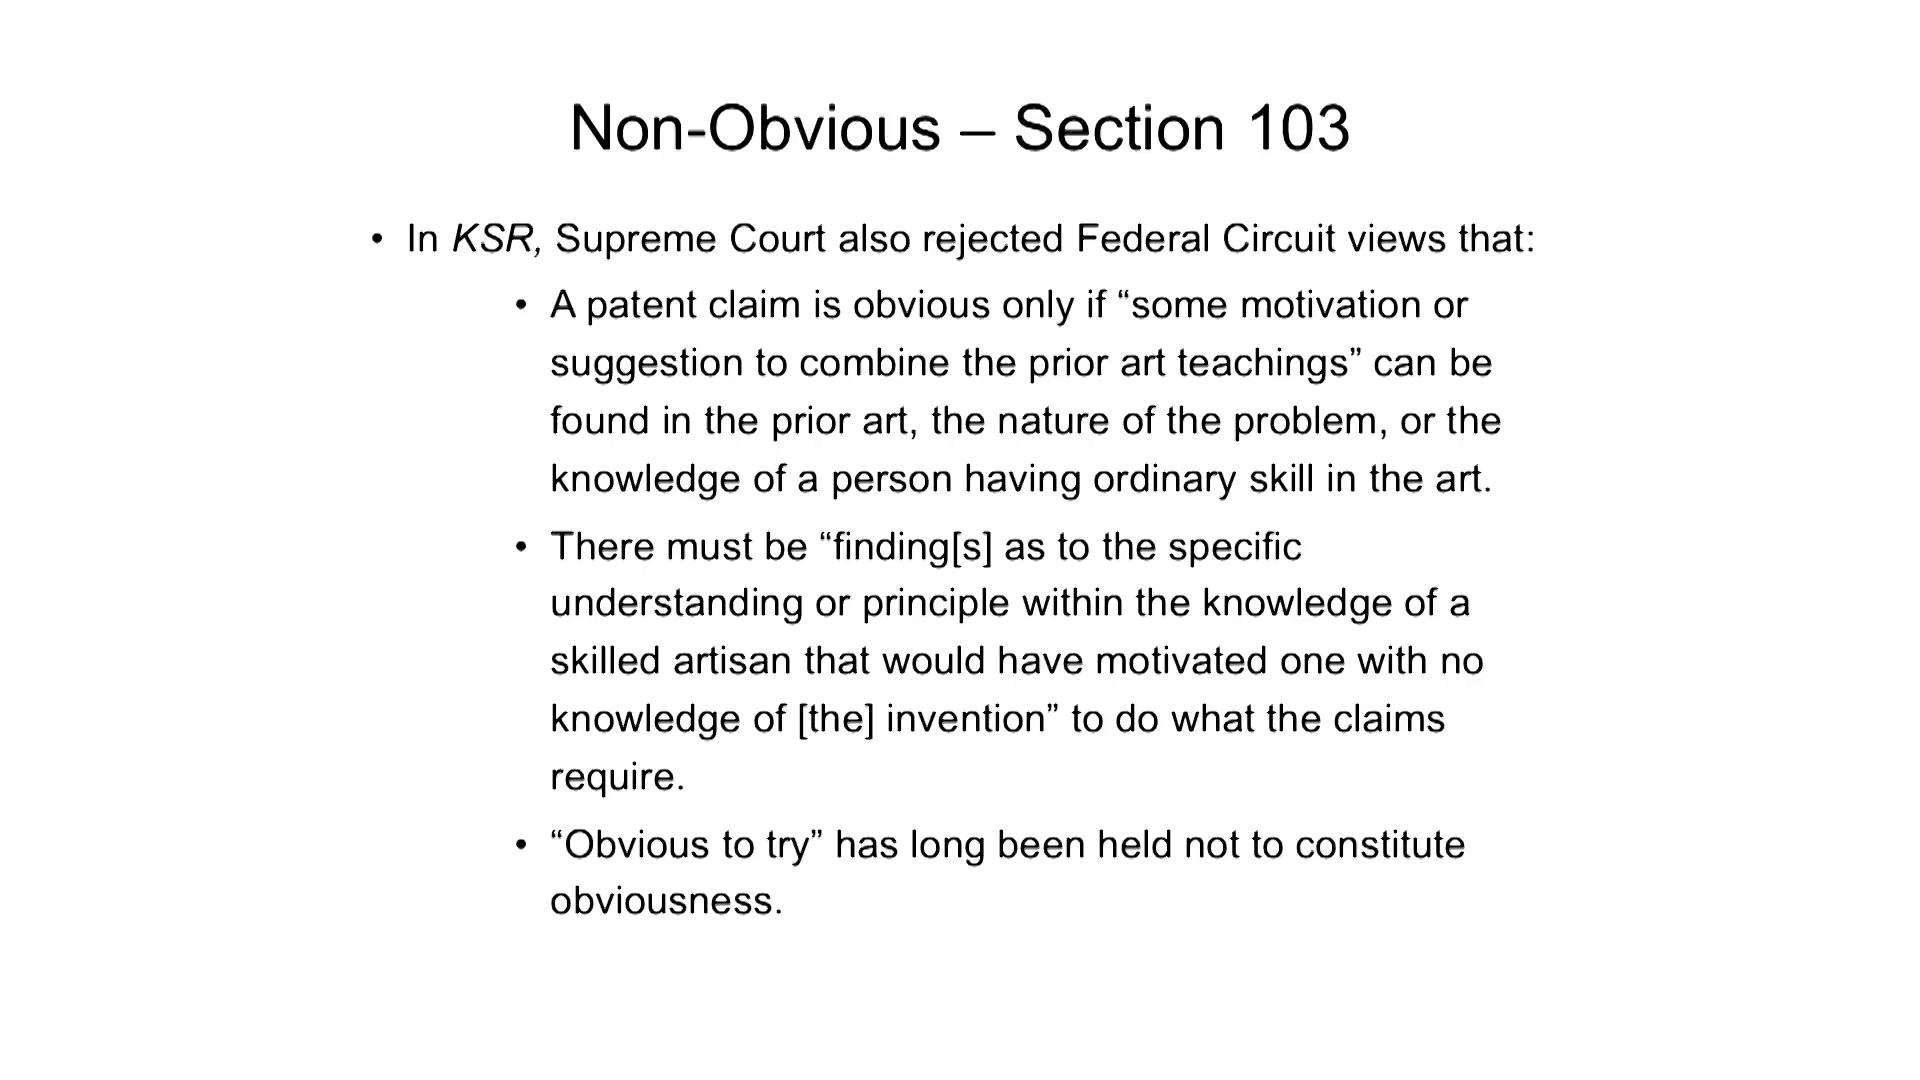 Non-Obvious – Section 103
• In KSR, Supreme Court also rejected Federal Circuit views that:
• A patent claim is obvious only if “some motivation or
suggestion to combine the prior art teachings” can be
found in the prior art, the nature of the problem, or the
knowledge of a person having ordinary skill in the art.
• There must be “finding[s] as to the specific
understanding or principle within the knowledge of a
skilled artisan that would have motivated one with no
knowledge of [the] invention” to do what the claims
require.
• “Obvious to try” has long been held not to constitute
obviousness.